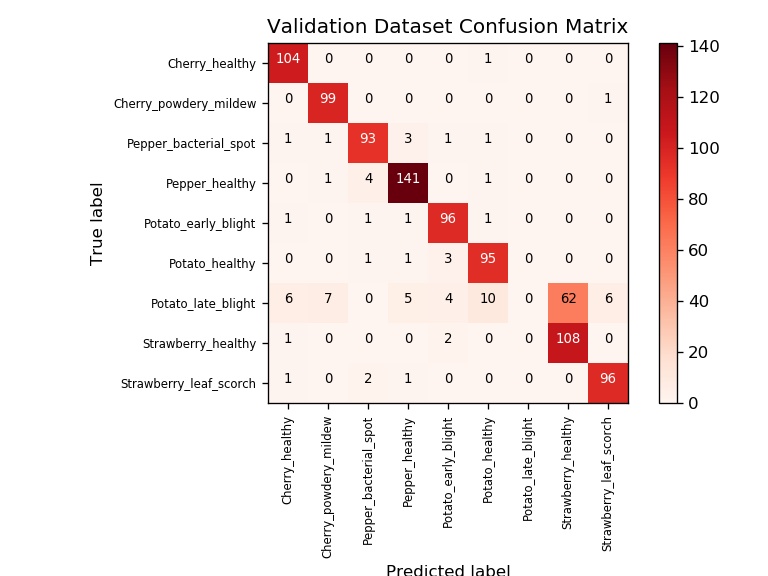 Validation Dataset Confusion Matrix
True label
Cherry_healthy 104 0 0 0 0 1 0 0 0
Cherry_powdery_mildew 0 99 0 0 0 0 0 0 1
Pepper_bacterial_spot 1 1 93 3 1 1 0 0 0
Pepper_healthy 0 1 4 141 0 1 0 0 0
Potato_early_blight 1 0 1 1 96 1 0 0 0
Potato_healthy 0 0 1 1 3 95 0 0 0
Potato_late_blight 6 7 0 5 4 10 0 62 6
Strawberry_healthy 1 0 0 0 2 0 0 108 0
Strawberry_leaf_scorch 1 0 2 1 0 0 0 0 96
Cherry_healthy
Cherry_powdery_mildew
Pepper_bacterial_spot
Pepper_healthy
Potato_early_blight
Potato_healthy
Potato_late_blight
Strawberry_healthy
Strawberry_leaf_scorch
Predicted label
140
120
100
80
60
40
20
0